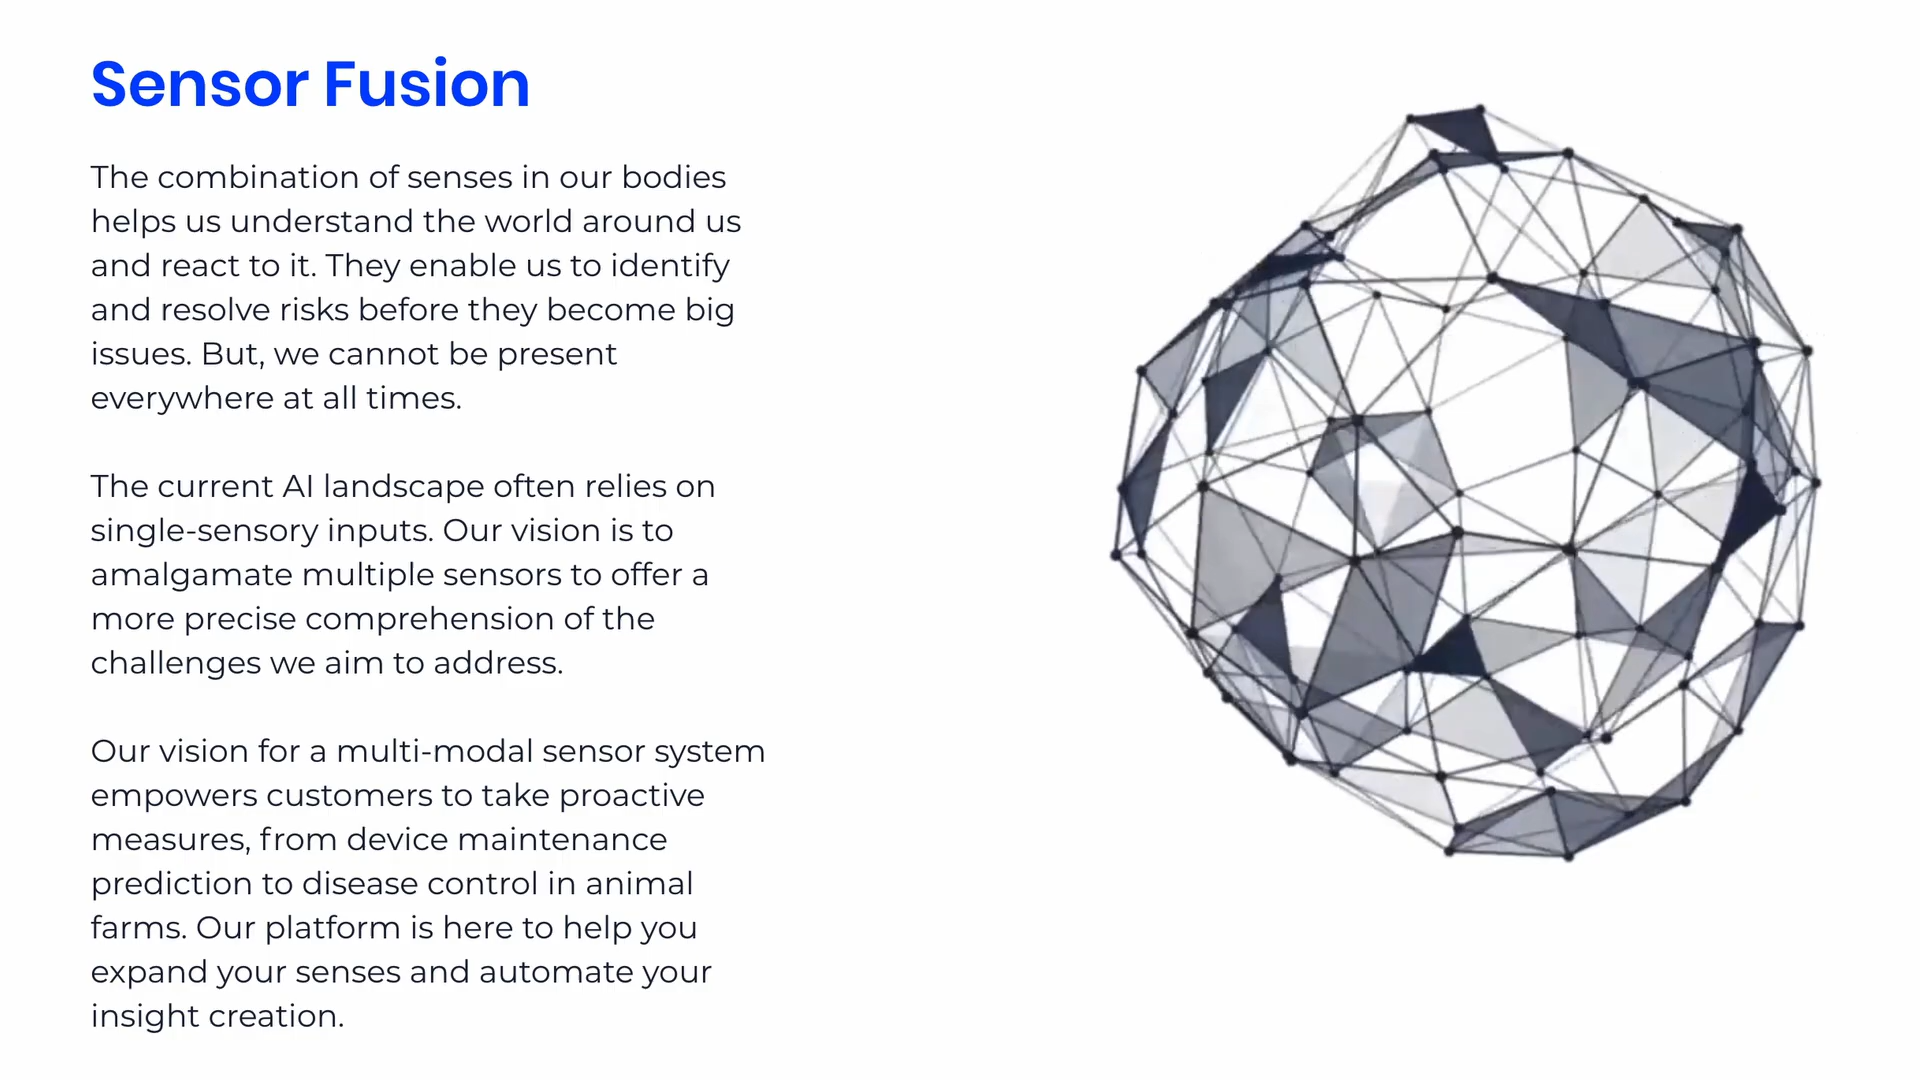 Sensor Fusion
The combination of senses in our bodies
helps us understand the world around us
and react to it. They enable us to identify
and resolve risks before they become big
issues. But, we cannot be present
everywhere at all times.
The current AI landscape often relies on
single-sensory inputs. Our vision is to
amalgamate multiple sensors to offer a
more precise comprehension of the
challenges we aim to address.
Our vision for a multi-modal sensor system
empowers customers to take proactive
measures, from device maintenance
prediction to disease control in animal
farms. Our platform is here to help you
expand your senses and automate your
insight creation.